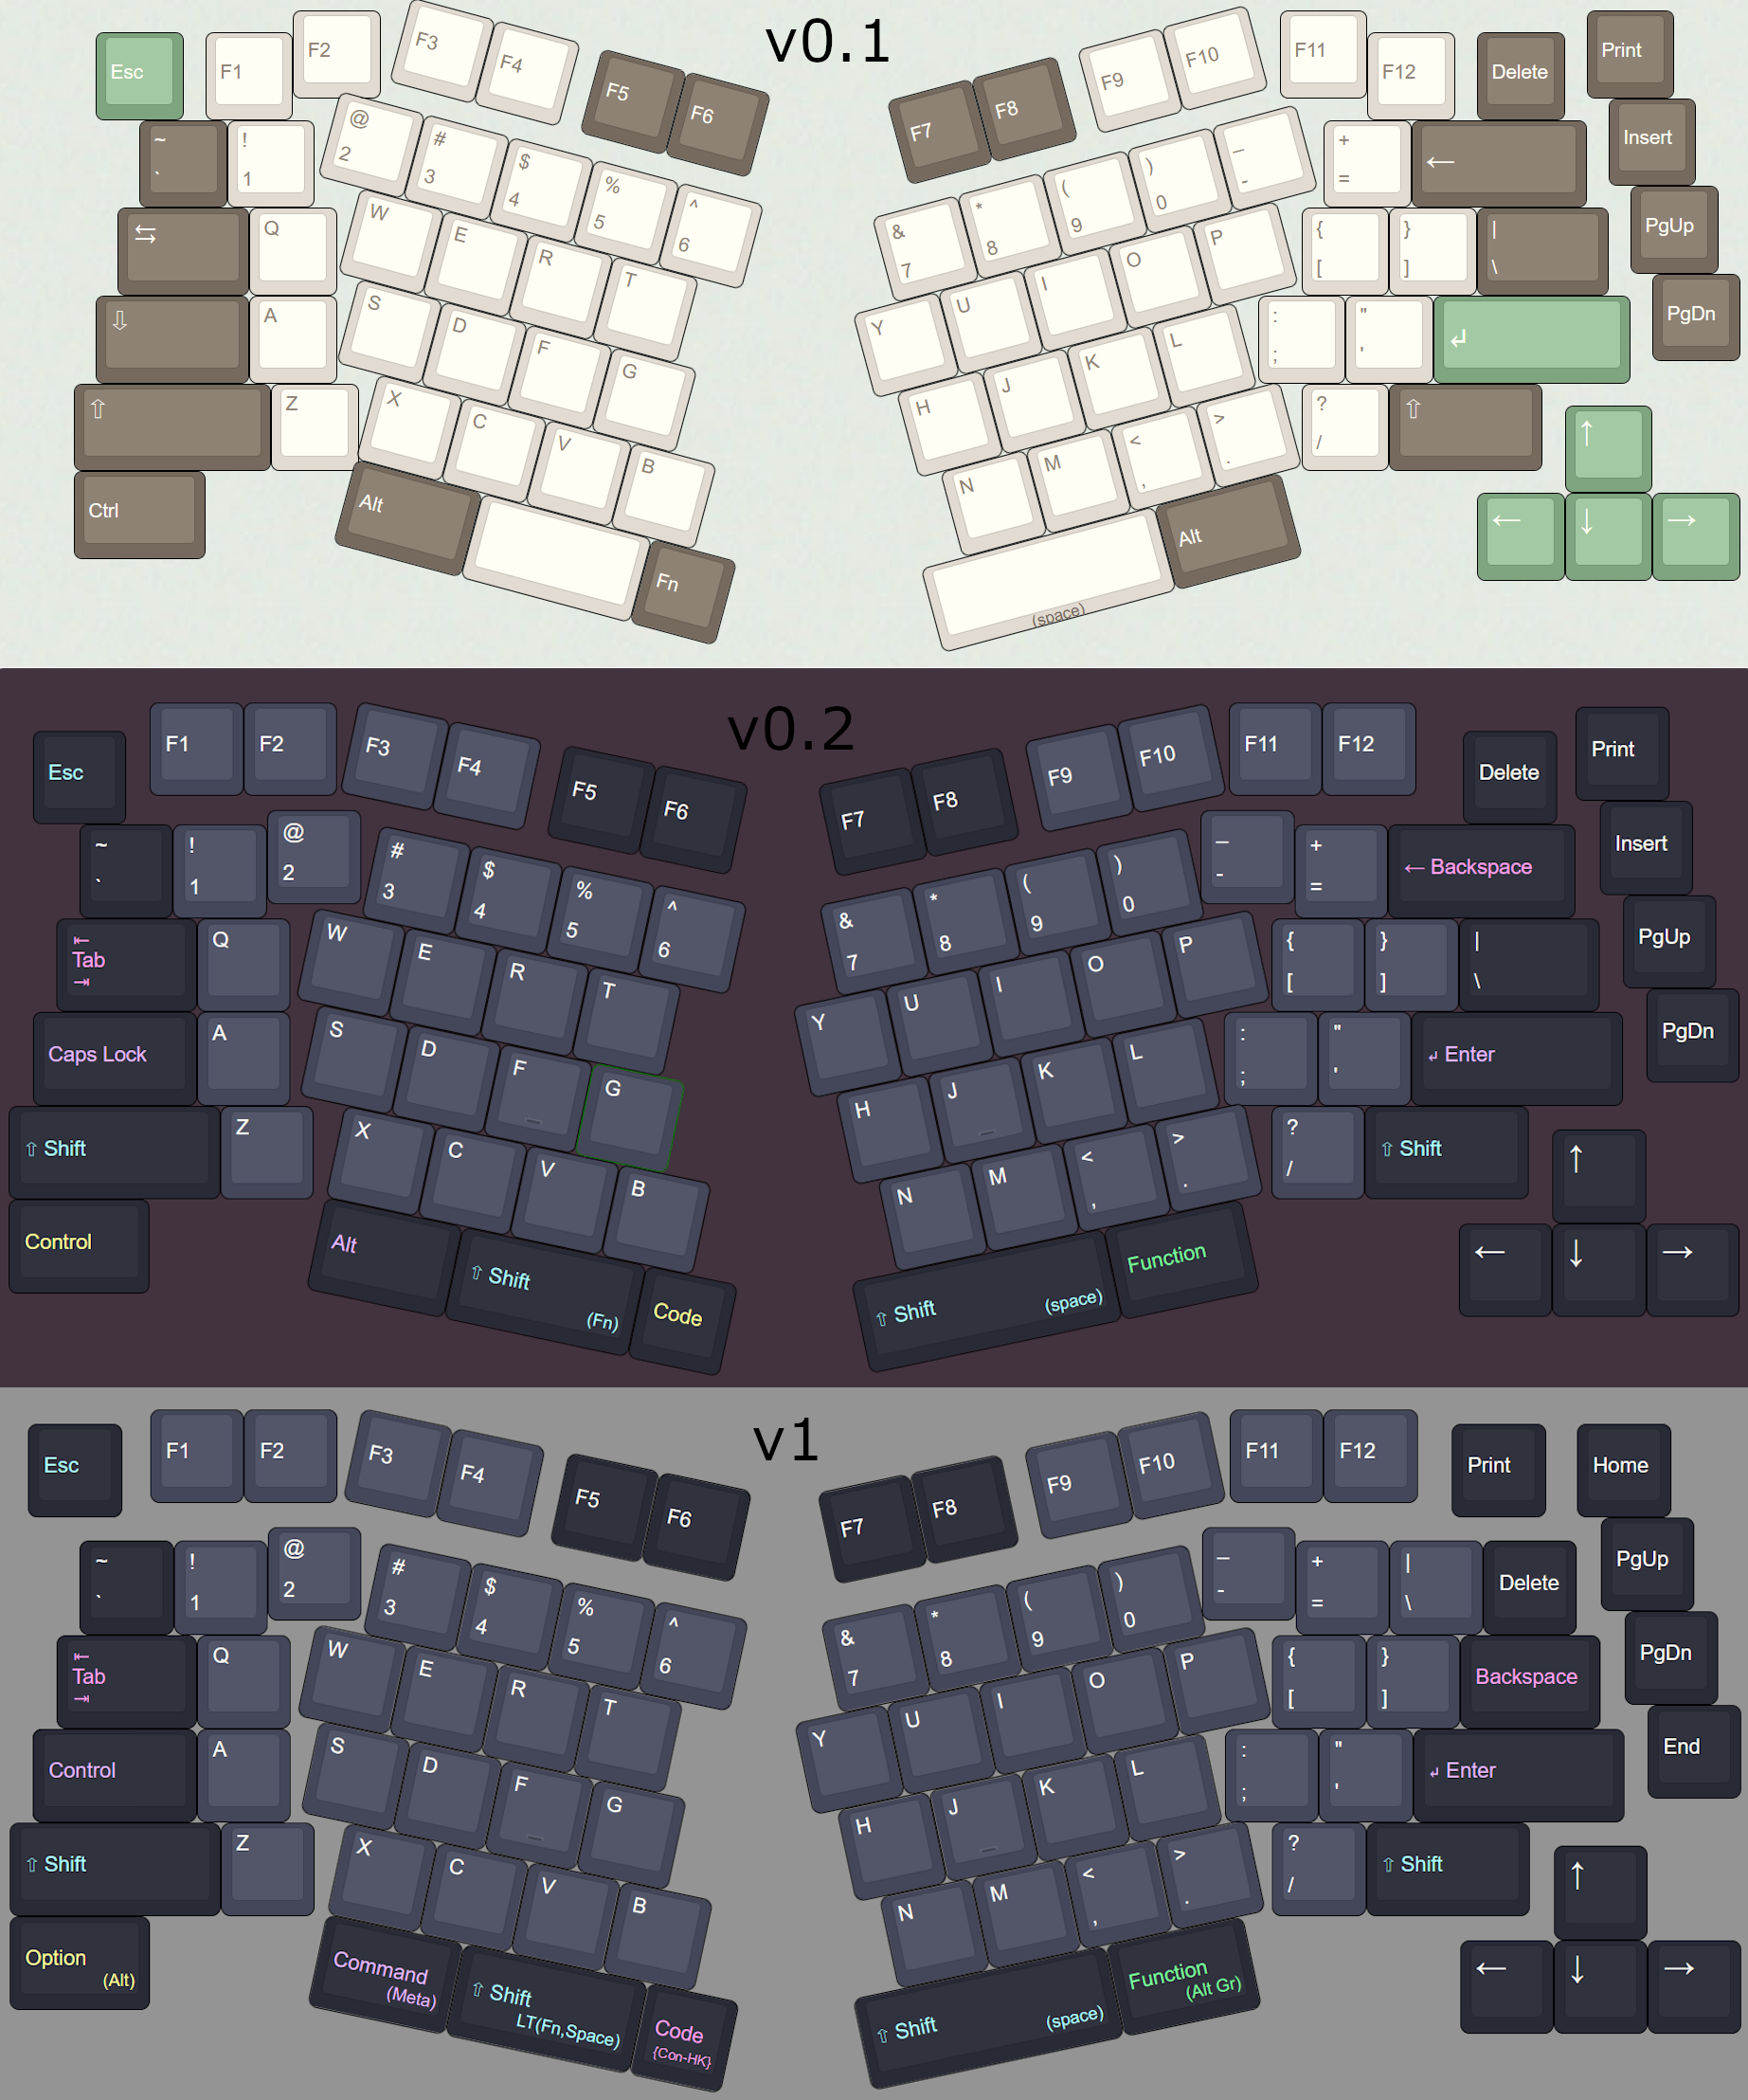 v0.1
Esc F1 F2 F3 F4 F5 F6 F7 F8 F9 F10 F11 F12 Delete Print
~ ` ! 1 @ 2 # 3 $ 4 % 5 ^ 6 & 7 * 8 ( 9 ) 0 _ - + = ← Insert
⇆ Q W E R T Y U I O P { [ } ] | \ PgUp
⇩ A S D F G H J K L : ; " ' ↲ PgDn
⇧ Z X C V B N M < , > . ? / ⇧ ↑
Ctrl Alt Fn (space) Alt ← ↓ →
v0.2
Esc F1 F2 F3 F4 F5 F6 F7 F8 F9 F10 F11 F12 Delete Print
~ ` ! 1 @ 2 # 3 $ 4 % 5 ^ 6 & 7 * 8 ( 9 ) 0 _ - + = ← Backspace Insert
⇤ Tab ⇥ Q W E R T Y U I O P { [ } ] | \ PgUp
Caps Lock A S D F _ G H J _ K L : ; " ' ↲ Enter PgDn
⇧ Shift Z X C V B N M < , > . ? / ⇧ Shift ↑
Control Alt ⇧ Shift (Fn) Code ⇧ Shift (space) Function ← ↓ →
v1
Esc F1 F2 F3 F4 F5 F6 F7 F8 F9 F10 F11 F12 Print Home
~ ` ! 1 @ 2 # 3 $ 4 % 5 ^ 6 & 7 * 8 ( 9 ) 0 _ - + = | \ Delete PgUp
⇤ Tab ⇥ Q W E R T Y U I O P { [ } ] Backspace PgDn
Control A S D F _ G H J _ K L : ; " ' ↲ Enter End
⇧ Shift Z X C V B N M < , > . ? / ⇧ Shift ↑
Option (Alt) Command (Meta) ⇧ Shift LT(Fn,Space) Code {Con-HK} ⇧ Shift (space) Function (Alt Gr) ← ↓ →